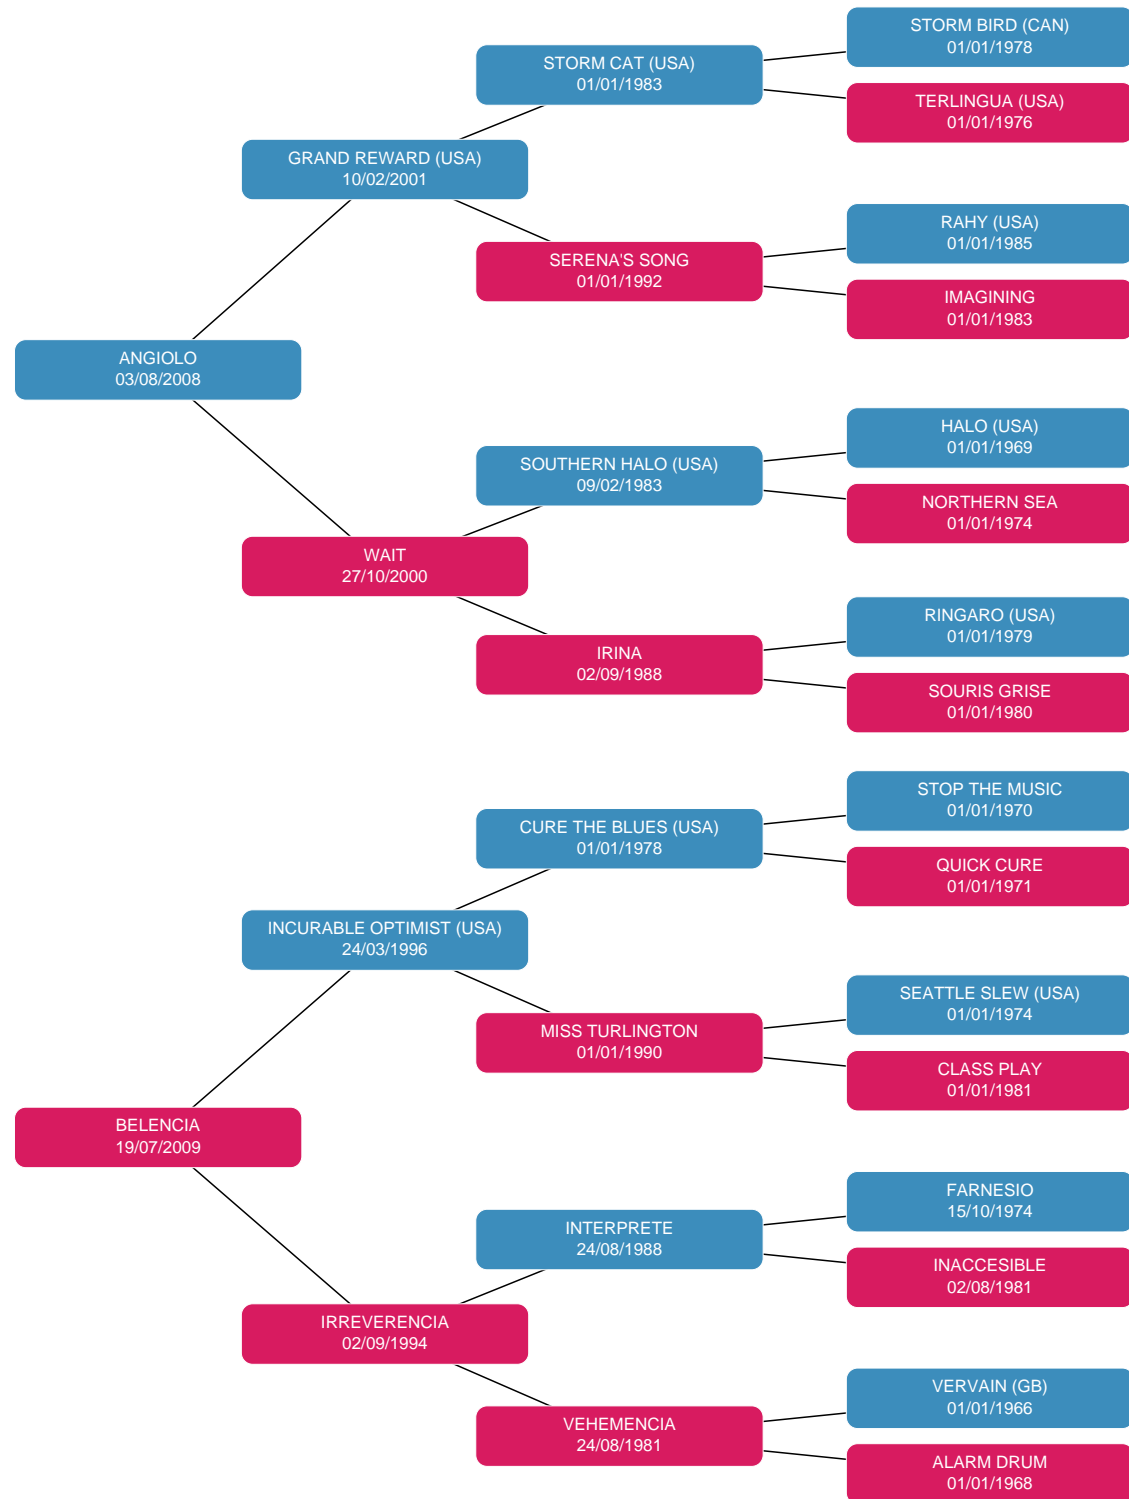 STORM BIRD (CAN)
01/01/1978
STORM CAT (USA)
01/01/1983
TERLINGUA (USA)
01/01/1976
GRAND REWARD (USA)
10/02/2001
RAHY (USA)
01/01/1985
SERENA'S SONG
01/01/1992
IMAGINING
01/01/1983
ANGIOLO
03/08/2008
HALO (USA)
01/01/1969
SOUTHERN HALO (USA)
09/02/1983
NORTHERN SEA
01/01/1974
WAIT
27/10/2000
RINGARO (USA)
01/01/1979
IRINA
02/09/1988
SOURIS GRISE
01/01/1980
STOP THE MUSIC
01/01/1970
CURE THE BLUES (USA)
01/01/1978
QUICK CURE
01/01/1971
INCURABLE OPTIMIST (USA)
24/03/1996
SEATTLE SLEW (USA)
01/01/1974
MISS TURLINGTON
01/01/1990
CLASS PLAY
01/01/1981
BELENCIA
19/07/2009
FARNESIO
15/10/1974
INTERPRETE
24/08/1988
INACCESIBLE
02/08/1981
IRREVERENCIA
02/09/1994
VERVAIN (GB)
01/01/1966
VEHEMENCIA
24/08/1981
ALARM DRUM
01/01/1968